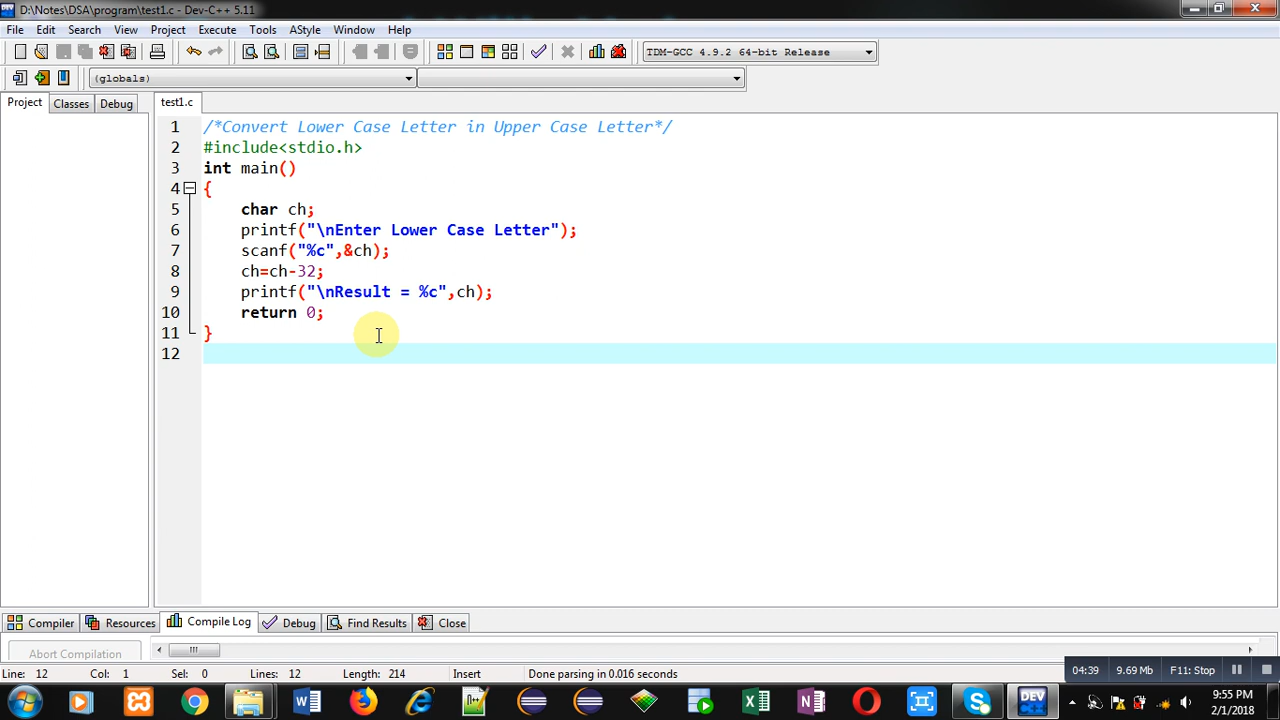 D:\Notes\DSA\program\test1.c - Dev-C++ 5.11
File Edit Search View Project Execute Tools AStyle Window Help
TDM-GCC 4.9.2 64-bit Release
(globals)
Project Classes Debug test1.c
1 /*Convert Lower Case Letter in Upper Case Letter*/
2 #include<stdio.h>
3 int main()
4 {
5 char ch;
6 printf("\nEnter Lower Case Letter");
7 scanf("%c",&ch);
8 ch=ch-32;
9 printf("\nResult = %c",ch);
10 return 0;
11 }
12
Compiler Resources Compile Log Debug Find Results Close
Abort Compilation
Line: 12 Col: 1 Sel: 0 Lines: 12 Length: 214 Insert Done parsing in 0.016 seconds
04:39 9.69 Mb F11: Stop
DEV
9:55 PM
2/1/2018